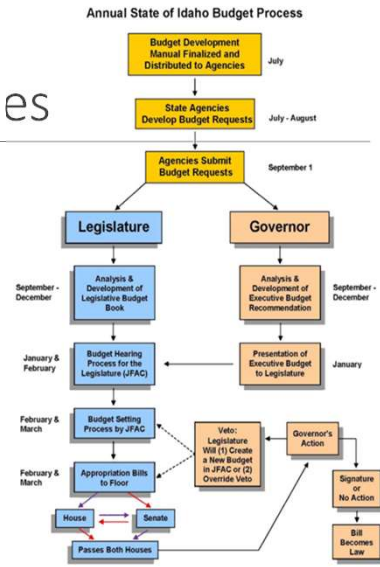 Annual State of Idaho Budget Process
Budget Development
Manual Finalized and
Distributed to Agencies
July
es
State Agencies
Develop Budget Requests
July - August
Agencies Submit
Budget Requests
September 1
Legislature
Governor
September -
December
Analysis &
Development of
Legislative Budget
Book
Analysis &
Development of
Executive Budget
Recommendation
September -
December
January &
February
Budget Hearing
Process for the
Legislature (JFAC)
Presentation of
Executive Budget
to Legislature
January
February &
March
Budget Setting
Process by JFAC
Veto:
Legislature
Will (1) Create
a New Budget
in JFAC or (2)
Override Veto
Governor's
Action
February &
March
Appropriation Bills
to Floor
Signature
or
No Action
House
Senate
Bill
Becomes
Law
Passes Both Houses